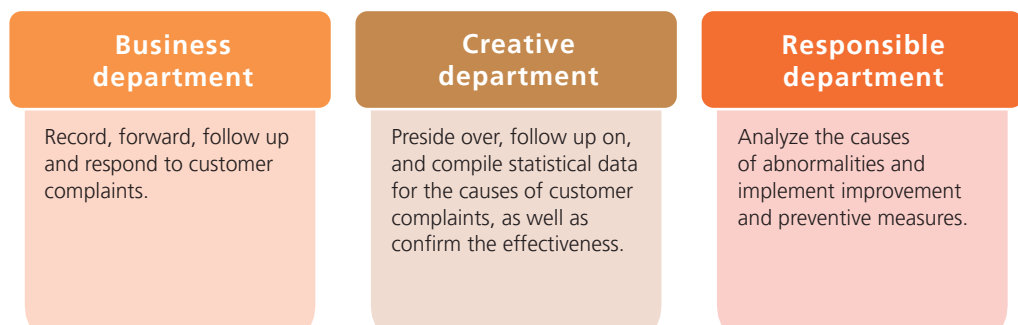 Business
department
Record, forward, follow up
and respond to customer
complaints.
Creative
department
Preside over, follow up on,
and compile statistical data
for the causes of customer
complaints, as well as
confirm the effectiveness.
Responsible
department
Analyze the causes
of abnormalities and
implement improvement
and preventive measures.